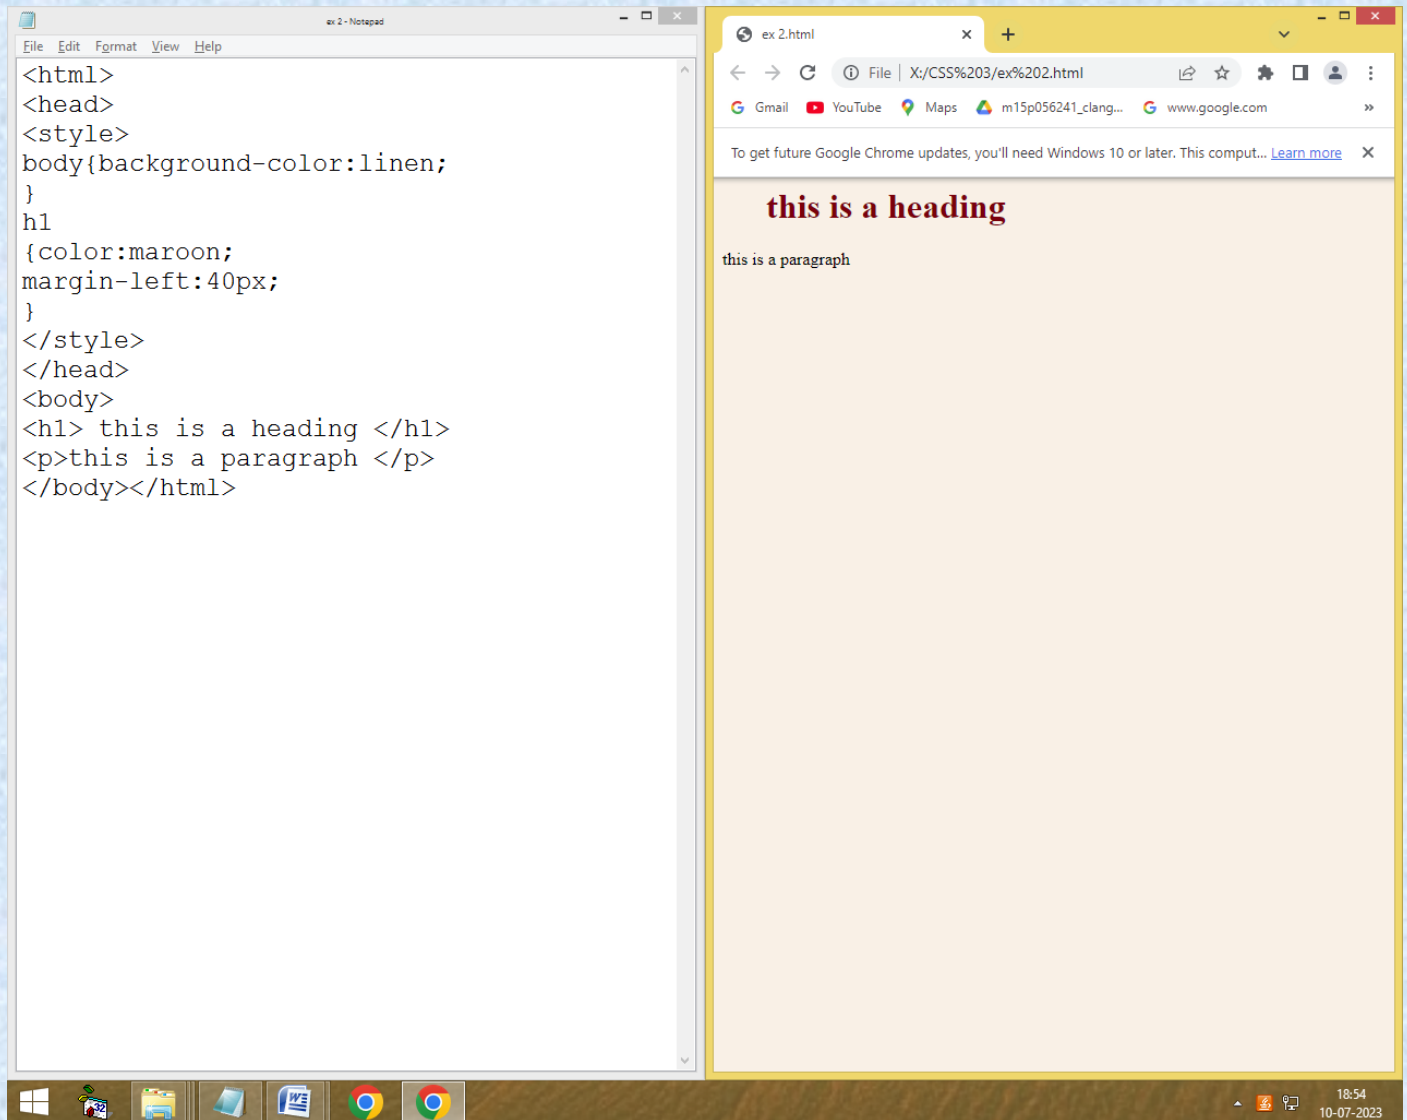 ex 2 - Notepad
File Edit Format View Help
<html>
<head>
<style>
body{background-color:linen;
}
h1
{color:maroon;
margin-left:40px;
}
</style>
</head>
<body>
<h1> this is a heading </h1>
<p>this is a paragraph </p>
</body></html>
ex 2.html
File X:/CSS%203/ex%202.html
Gmail YouTube Maps m15p056241_clang... www.google.com »
To get future Google Chrome updates, you'll need Windows 10 or later. This comput... Learn more
this is a heading
this is a paragraph
18:54
10-07-2023